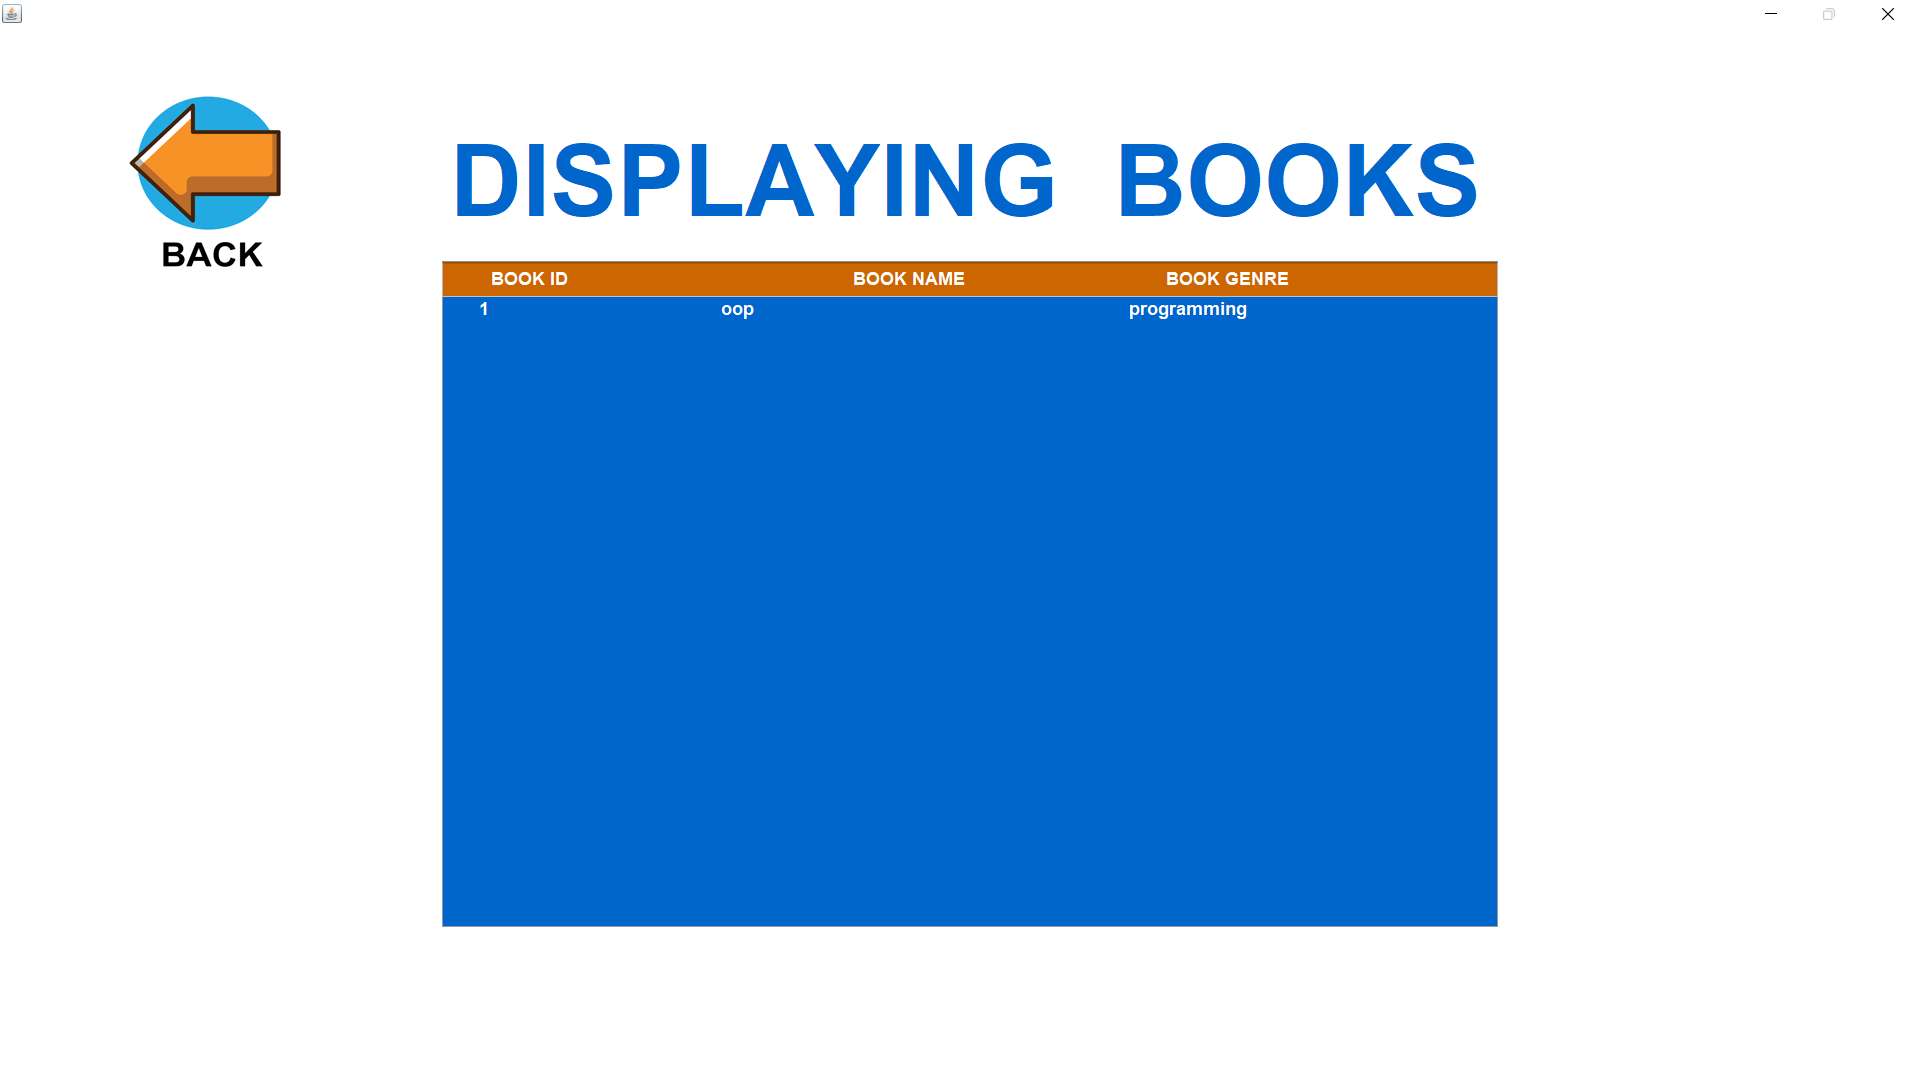 BACK
DISPLAYING BOOKS
BOOK ID BOOK NAME BOOK GENRE
1 oop programming